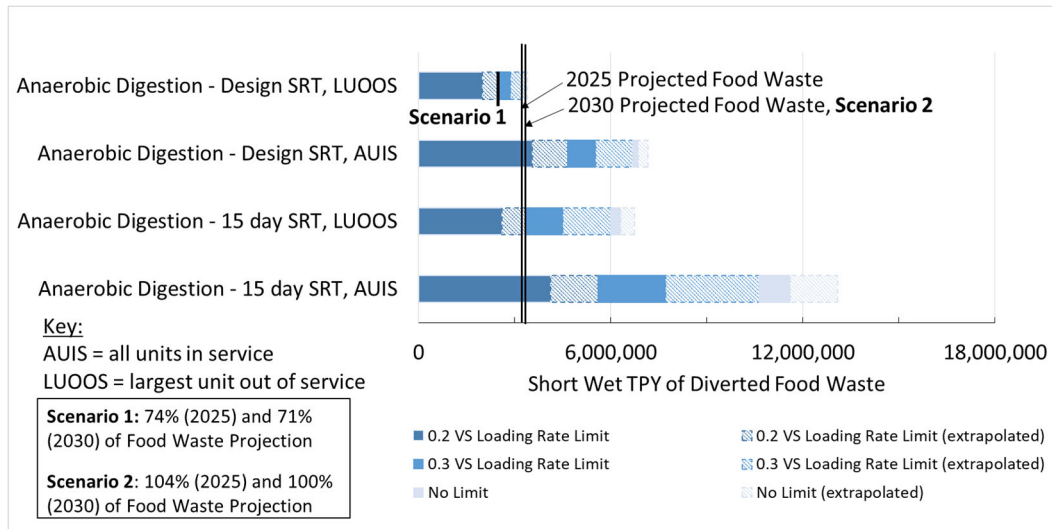 Anaerobic Digestion - Design SRT, LUOOS
2025 Projected Food Waste
2030 Projected Food Waste, Scenario 2
Scenario 1
Anaerobic Digestion - Design SRT, AUIS
Anaerobic Digestion - 15 day SRT, LUOOS
Anaerobic Digestion - 15 day SRT, AUIS
0
6,000,000
12,000,000
18,000,000
Short Wet TPY of Diverted Food Waste
Key:
AUIS = all units in service
LUOOS = largest unit out of service
Scenario 1: 74% (2025) and 71%
(2030) of Food Waste Projection
Scenario 2: 104% (2025) and 100%
(2030) of Food Waste Projection
0.2 VS Loading Rate Limit
0.2 VS Loading Rate Limit (extrapolated)
0.3 VS Loading Rate Limit
0.3 VS Loading Rate Limit (extrapolated)
No Limit
No Limit (extrapolated)